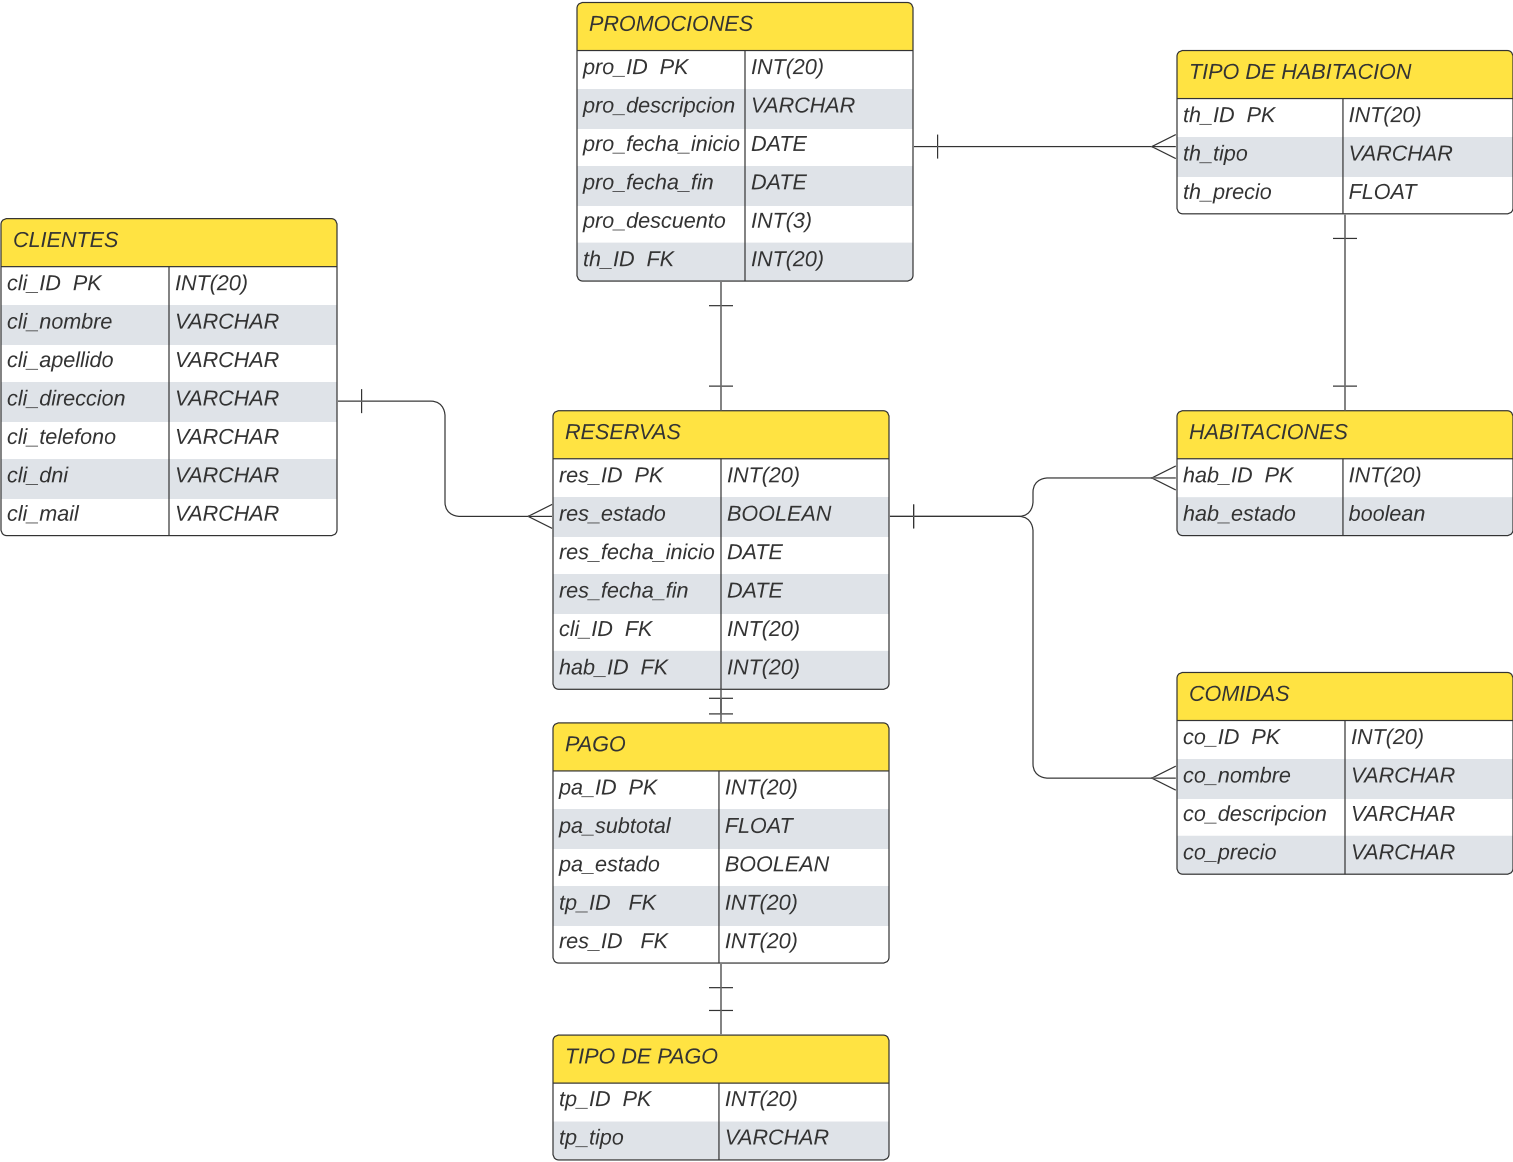 PROMOCIONES
pro_ID PK INT(20)
pro_descripcion VARCHAR
pro_fecha_inicio DATE
pro_fecha_fin DATE
pro_descuento INT(3)
th_ID FK INT(20)
TIPO DE HABITACION
th_ID PK INT(20)
th_tipo VARCHAR
th_precio FLOAT
CLIENTES
cli_ID PK INT(20)
cli_nombre VARCHAR
cli_apellido VARCHAR
cli_direccion VARCHAR
cli_telefono VARCHAR
cli_dni VARCHAR
cli_mail VARCHAR
RESERVAS
res_ID PK INT(20)
res_estado BOOLEAN
res_fecha_inicio DATE
res_fecha_fin DATE
cli_ID FK INT(20)
hab_ID FK INT(20)
HABITACIONES
hab_ID PK INT(20)
hab_estado boolean
COMIDAS
co_ID PK INT(20)
co_nombre VARCHAR
co_descripcion VARCHAR
co_precio VARCHAR
PAGO
pa_ID PK INT(20)
pa_subtotal FLOAT
pa_estado BOOLEAN
tp_ID FK INT(20)
res_ID FK INT(20)
TIPO DE PAGO
tp_ID PK INT(20)
tp_tipo VARCHAR